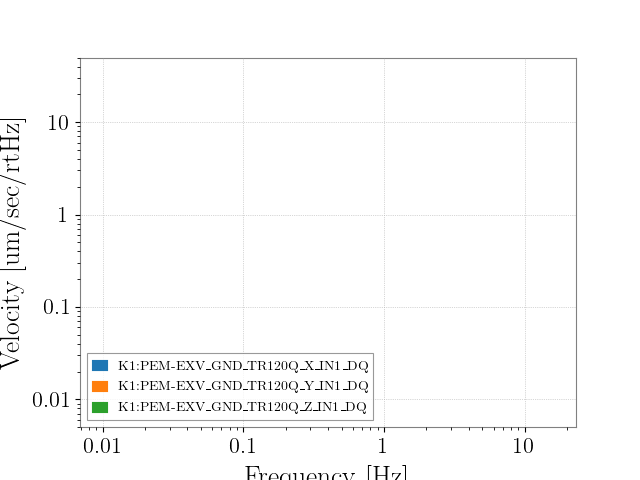 Velocity [um/sec/rtHz]
10
1
0.1
0.01
K1:PEM-EXV_GND_TR120Q_X_IN1_DQ
K1:PEM-EXV_GND_TR120Q_Y_IN1_DQ
K1:PEM-EXV_GND_TR120Q_Z_IN1_DQ
0.01 0.1 1 10
Frequency [Hz]